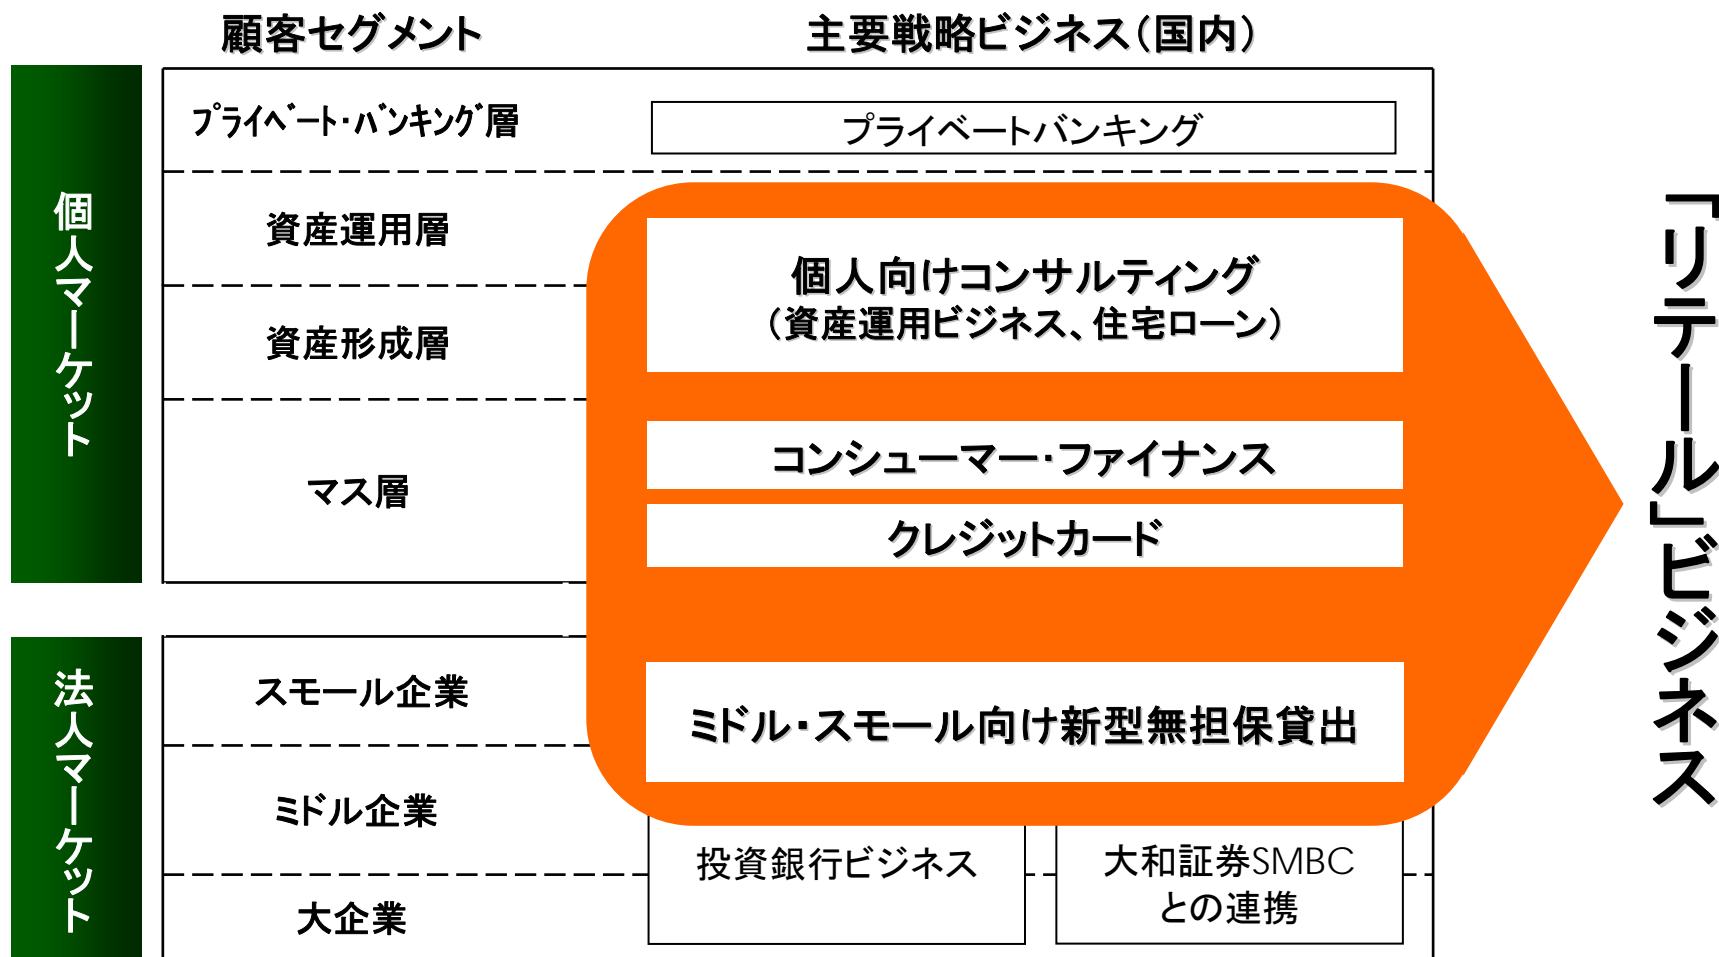 顧客セグメント
主要戦略ビジネス（国内）
個人マーケット
ﾌﾟﾗｲﾍﾞｰﾄ･ﾊﾞﾝｷﾝｸﾞ層
プライベートバンキング
資産運用層
個人向けコンサルティング
（資産運用ビジネス、住宅ローン）
資産形成層
マス層
コンシューマー・ファイナンス
クレジットカード
法人マーケット
スモール企業
ミドル・スモール向け新型無担保貸出
ミドル企業
投資銀行ビジネス
大和証券SMBC
との連携
大企業
「リテール」ビジネス